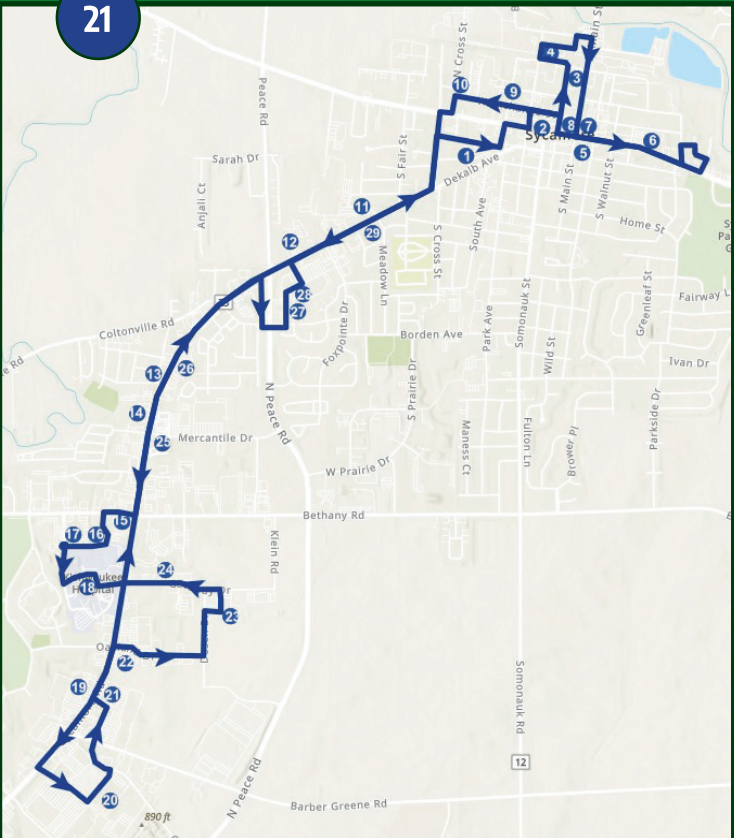 21
N Cross St
Peace Rd
4
3
10
9
2
8
7
5
6
1
Sarah Dr
S Fair St
Dekalb Ave
Anjali Ct
11
29
12
S Cross St
South Ave
S Main St
S Walnut St
Home St
Meadow Ln
28
27
Coltonville Rd
Foxpointe Dr
Borden Ave
Park Ave
Somonauk St
Wild St
Greenleaf St
Fairway L
Ivan Dr
13
26
14
25
Mercantile Dr
N Peace Rd
S Prairie Dr
W Prairie Dr
Maness Ct
Fulton Ln
Brower Pl
Parkside Dr
15
Bethany Rd
17
16
Klein Rd
24
18
Hospital
23
22
19
21
20
Somonauk Rd
12
N Peace Rd
Barber Greene Rd
890 ft